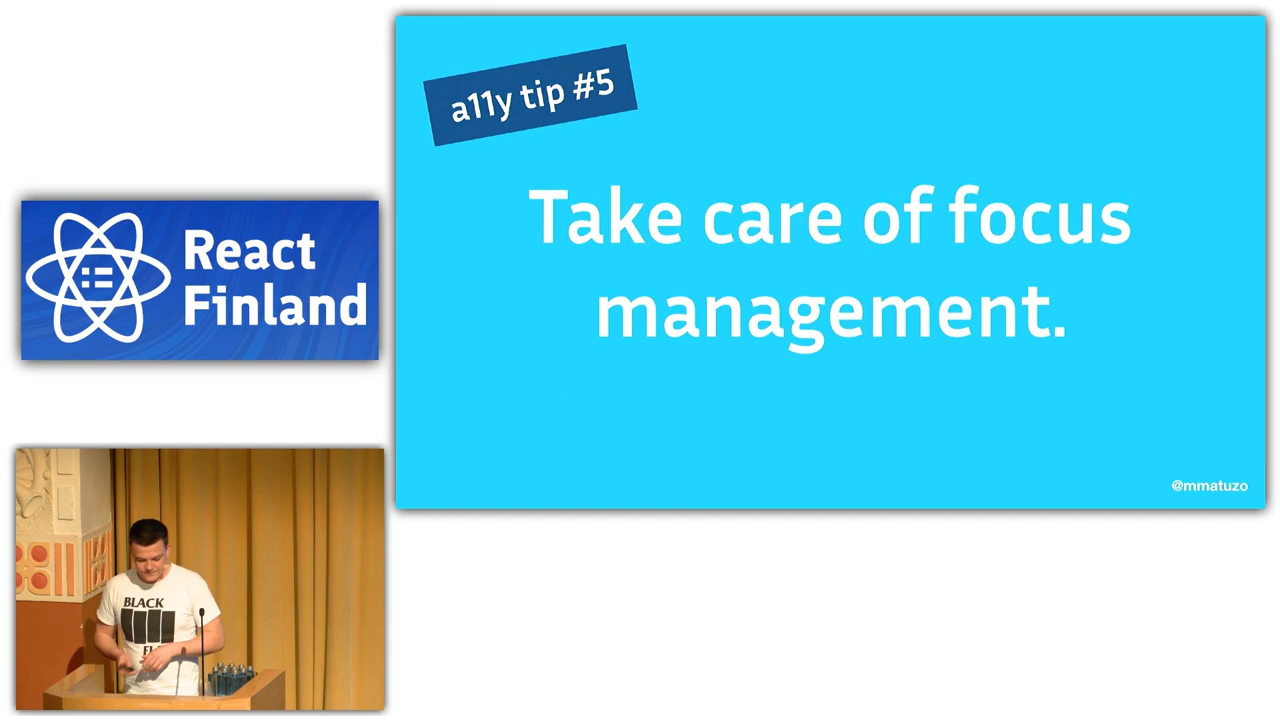 a11y tip #5
Take care of focus
management.
@mmatuzo
React
Finland
BLACK